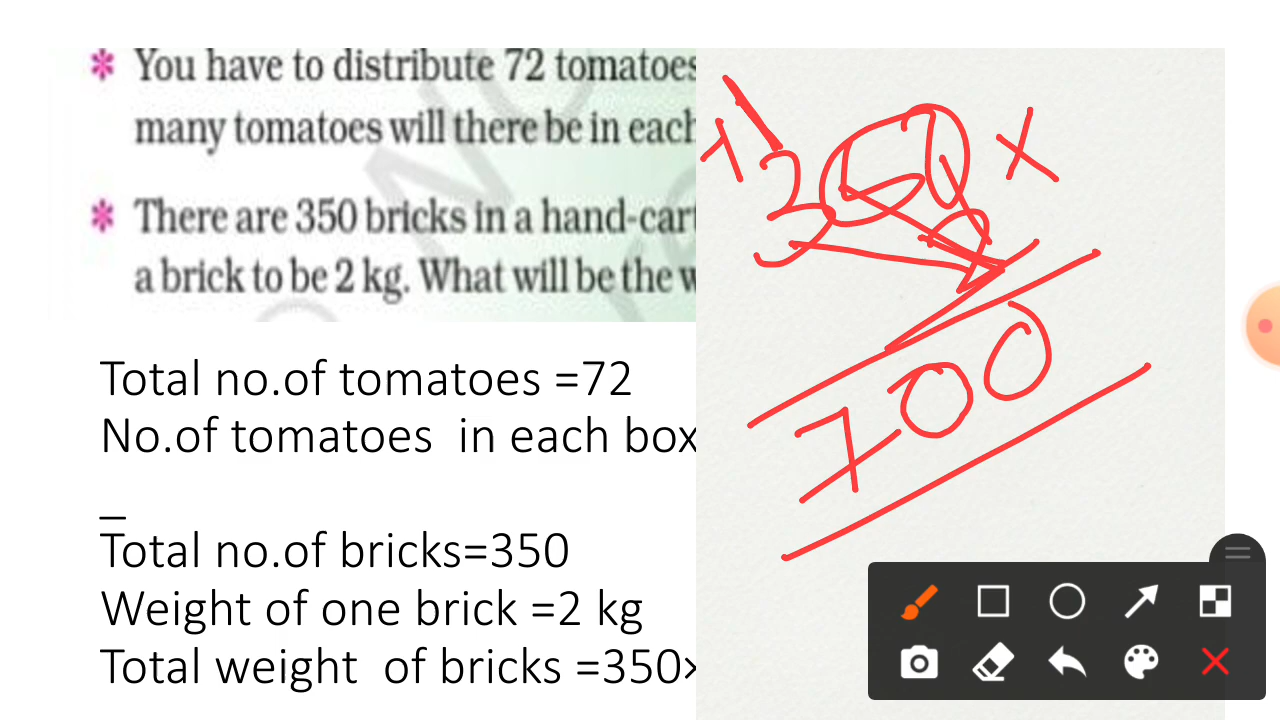 * You have to distribute 72 tomatoes
many tomatoes will there be in each
* There are 350 bricks in a hand-cart
a brick to be 2 kg. What will be the w
Total no.of tomatoes =72
No.of tomatoes in each box
_
Total no.of bricks=350
Weight of one brick =2 kg
Total weight of bricks =350×
350 ×
2
700